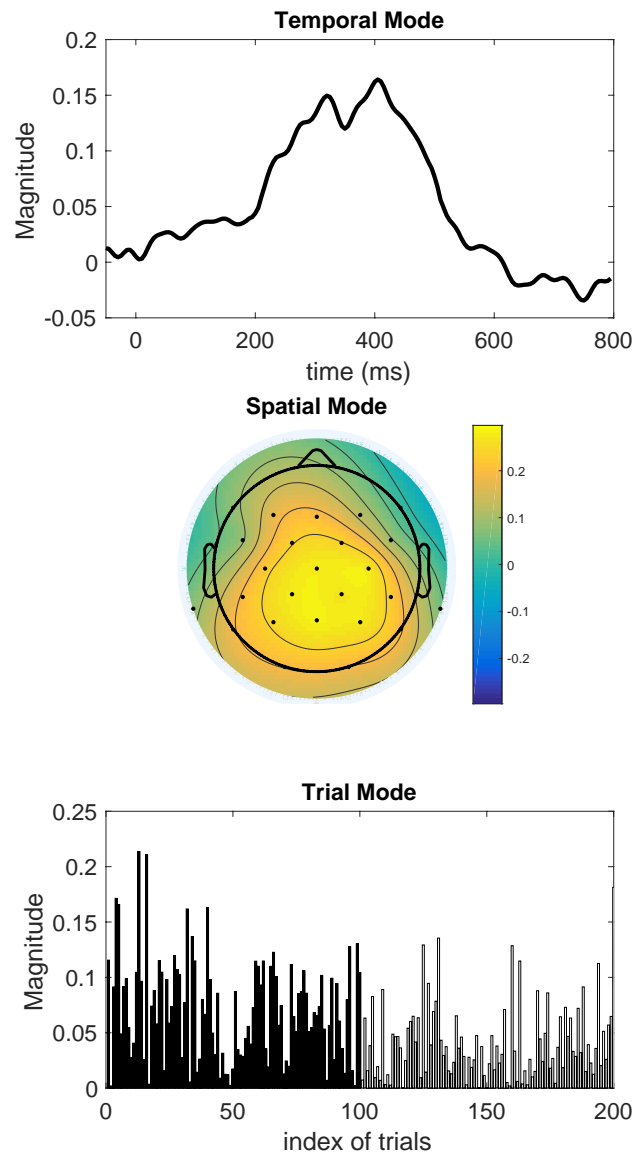 Temporal Mode
0.2
0.15
0.1
0.05
0
-0.05
Magnitude
0 200 400 600 800
time (ms)
Spatial Mode
0.2
0.1
0
-0.1
-0.2
Trial Mode
0.25
0.2
0.15
0.1
0.05
0
Magnitude
0 50 100 150 200
index of trials